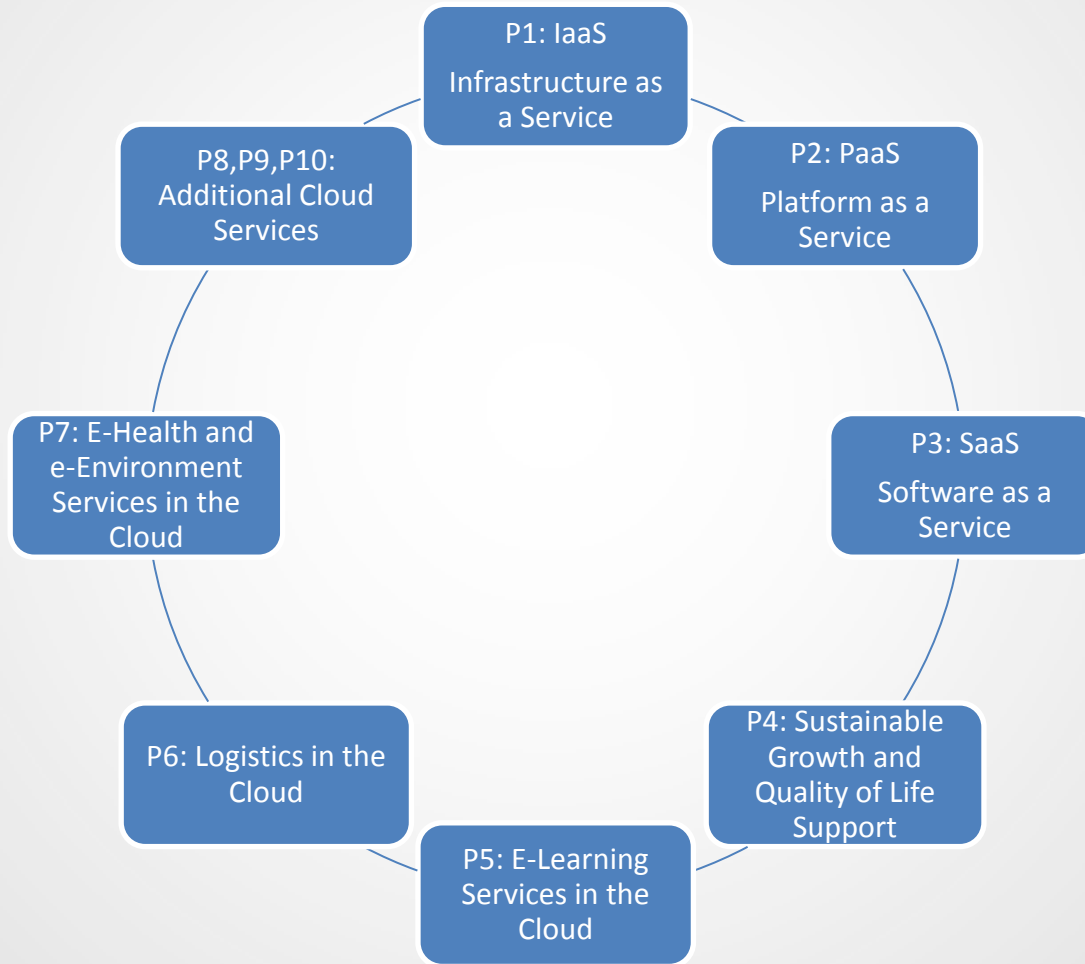 P1: IaaS
Infrastructure as
a Service
P2: PaaS
Platform as a
Service
P3: SaaS
Software as a
Service
P4: Sustainable
Growth and
Quality of Life
Support
P5: E-Learning
Services in the
Cloud
P6: Logistics in the
Cloud
P7: E-Health and
e-Environment
Services in the
Cloud
P8,P9,P10:
Additional Cloud
Services